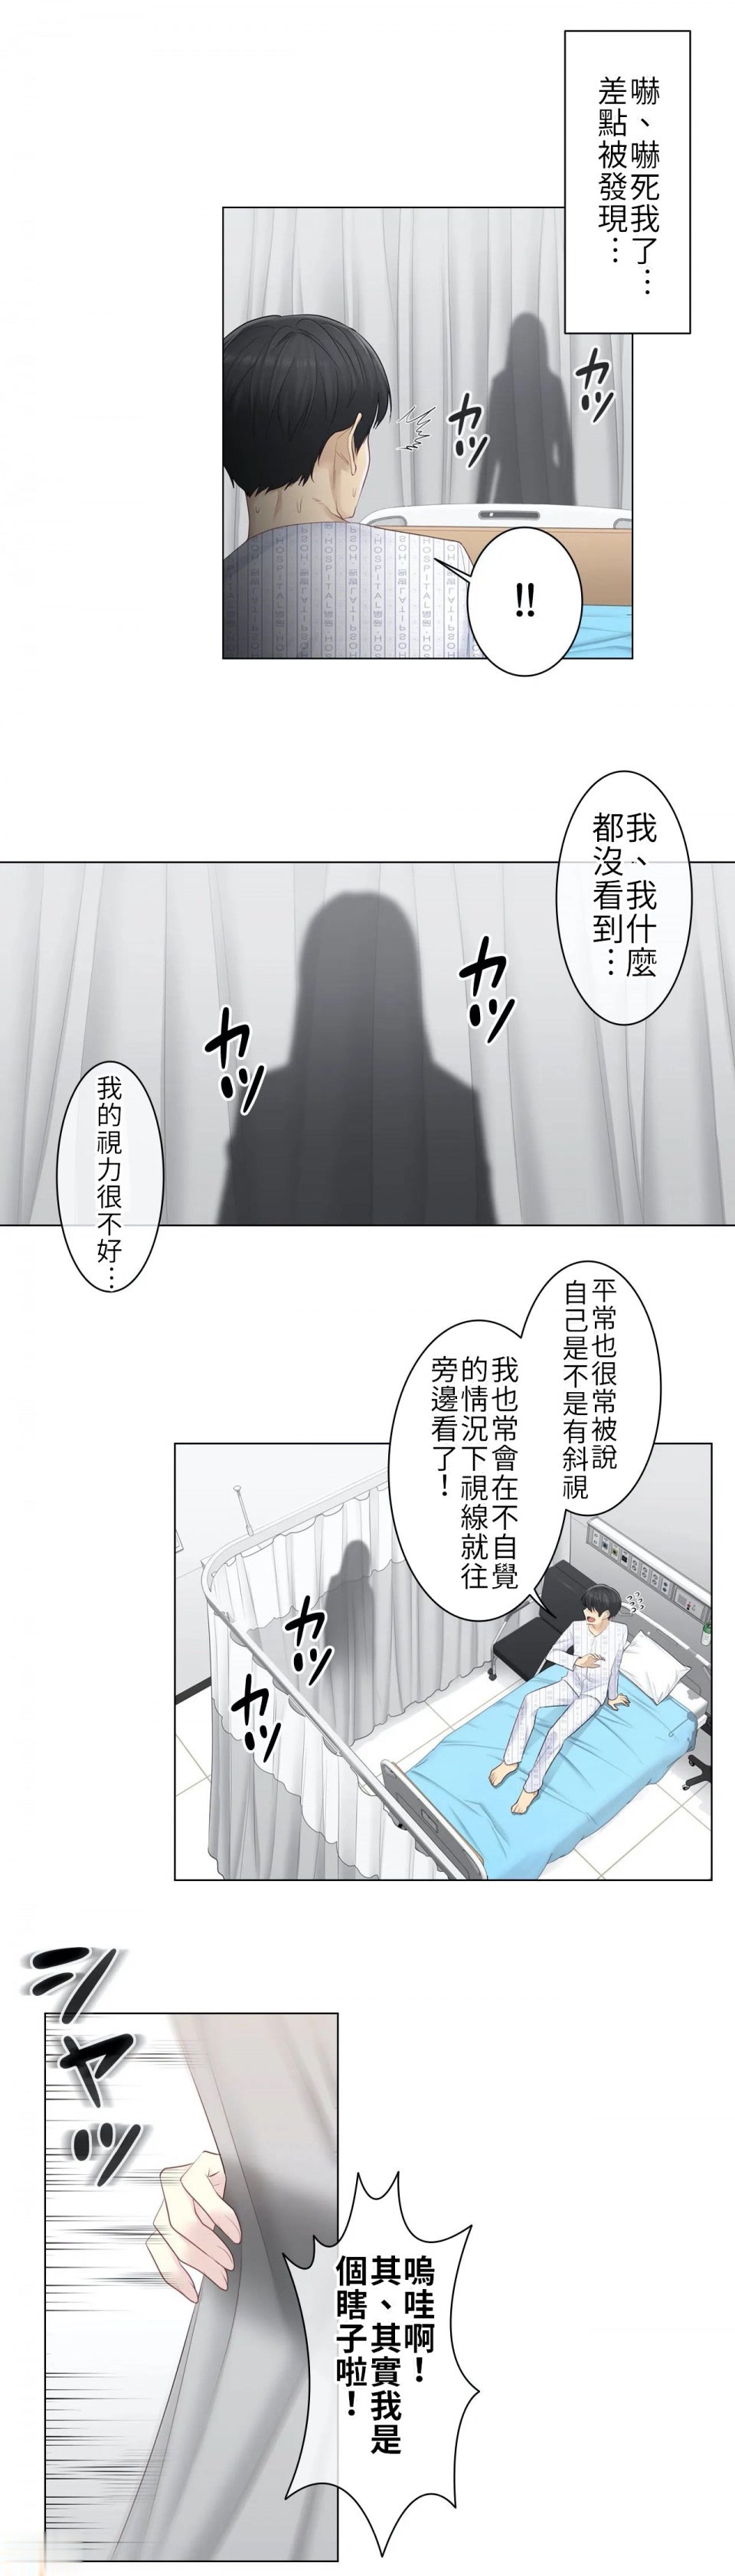 嚇、嚇死我了…
差點被發現…
カッ
カッ
HOSPITAL
!!
我、我什麼
都沒看到…
カッ
カッ
我的視力很不好…
平常也很常被說
自己是不是有斜視
我也常會在不自覺
的情況下視線就往
旁邊看了！
カッ
カッ
シャッ
嗚哇啊！
其、其實我是
個瞎子啦！